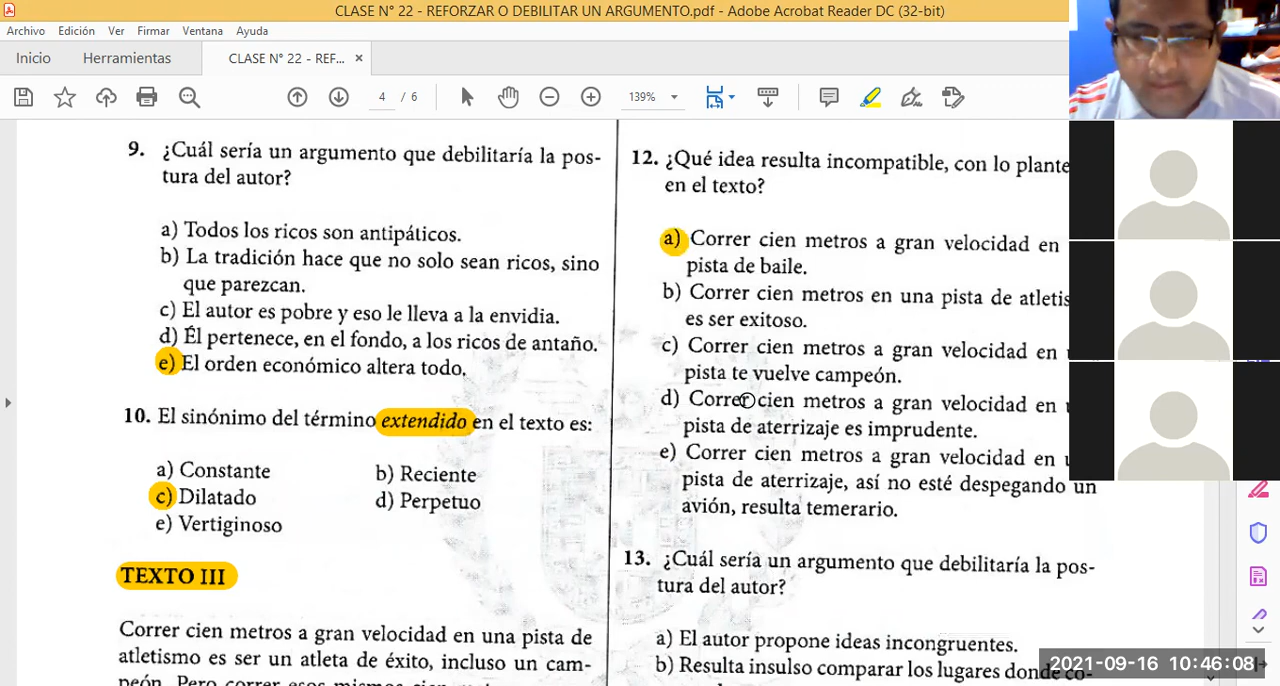 CLASE N° 22 - REFORZAR O DEBILITAR UN ARGUMENTO.pdf - Adobe Acrobat Reader DC (32-bit)
Archivo Edición Ver Firmar Ventana Ayuda
Inicio Herramientas CLASE N° 22 - REF... ×
4 / 6 139%
9. ¿Cuál sería un argumento que debilitaría la pos-
tura del autor?
a) Todos los ricos son antipáticos.
b) La tradición hace que no solo sean ricos, sino
que parezcan.
c) El autor es pobre y eso le lleva a la envidia.
d) Él pertenece, en el fondo, a los ricos de antaño.
e) El orden económico altera todo.
10. El sinónimo del término extendido en el texto es:
a) Constante b) Reciente
c) Dilatado d) Perpetuo
e) Vertiginoso
TEXTO III
Correr cien metros a gran velocidad en una pista de
atletismo es ser un atleta de éxito, incluso un cam-
peón. Pero correr esos mismos cien
12. ¿Qué idea resulta incompatible, con lo plante
en el texto?
a) Correr cien metros a gran velocidad en
pista de baile.
b) Correr cien metros en una pista de atletis
es ser exitoso.
c) Correr cien metros a gran velocidad en
pista te vuelve campeón.
d) Correr cien metros a gran velocidad en
pista de aterrizaje es imprudente.
e) Correr cien metros a gran velocidad en
pista de aterrizaje, así no esté despegando un
avión, resulta temerario.
13. ¿Cuál sería un argumento que debilitaría la pos-
tura del autor?
a) El autor propone ideas incongruentes.
b) Resulta insulso comparar los lugares donde co-
2021-09-16 10:46:08